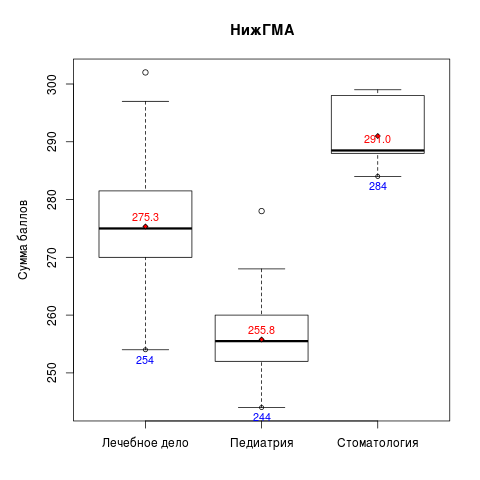 НижГМА
Сумма баллов
300
290
280
270
260
250
275.3
254
255.8
244
291.0
284
Лечебное дело
Педиатрия
Стоматология